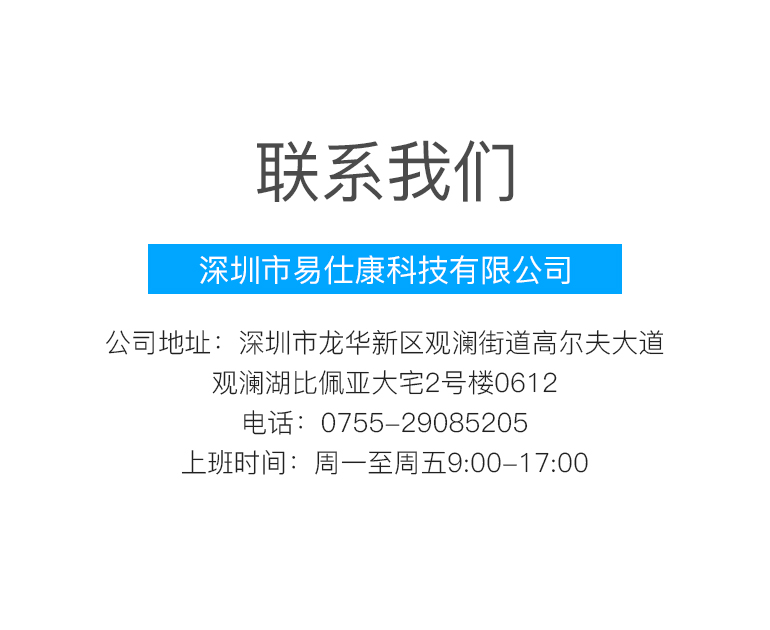 联系我们
深圳市易仕康科技有限公司
公司地址：深圳市龙华新区观澜街道高尔夫大道
观澜湖比佩亚大宅2号楼0612
电话：0755-29085205
上班时间：周一至周五9:00-17:00